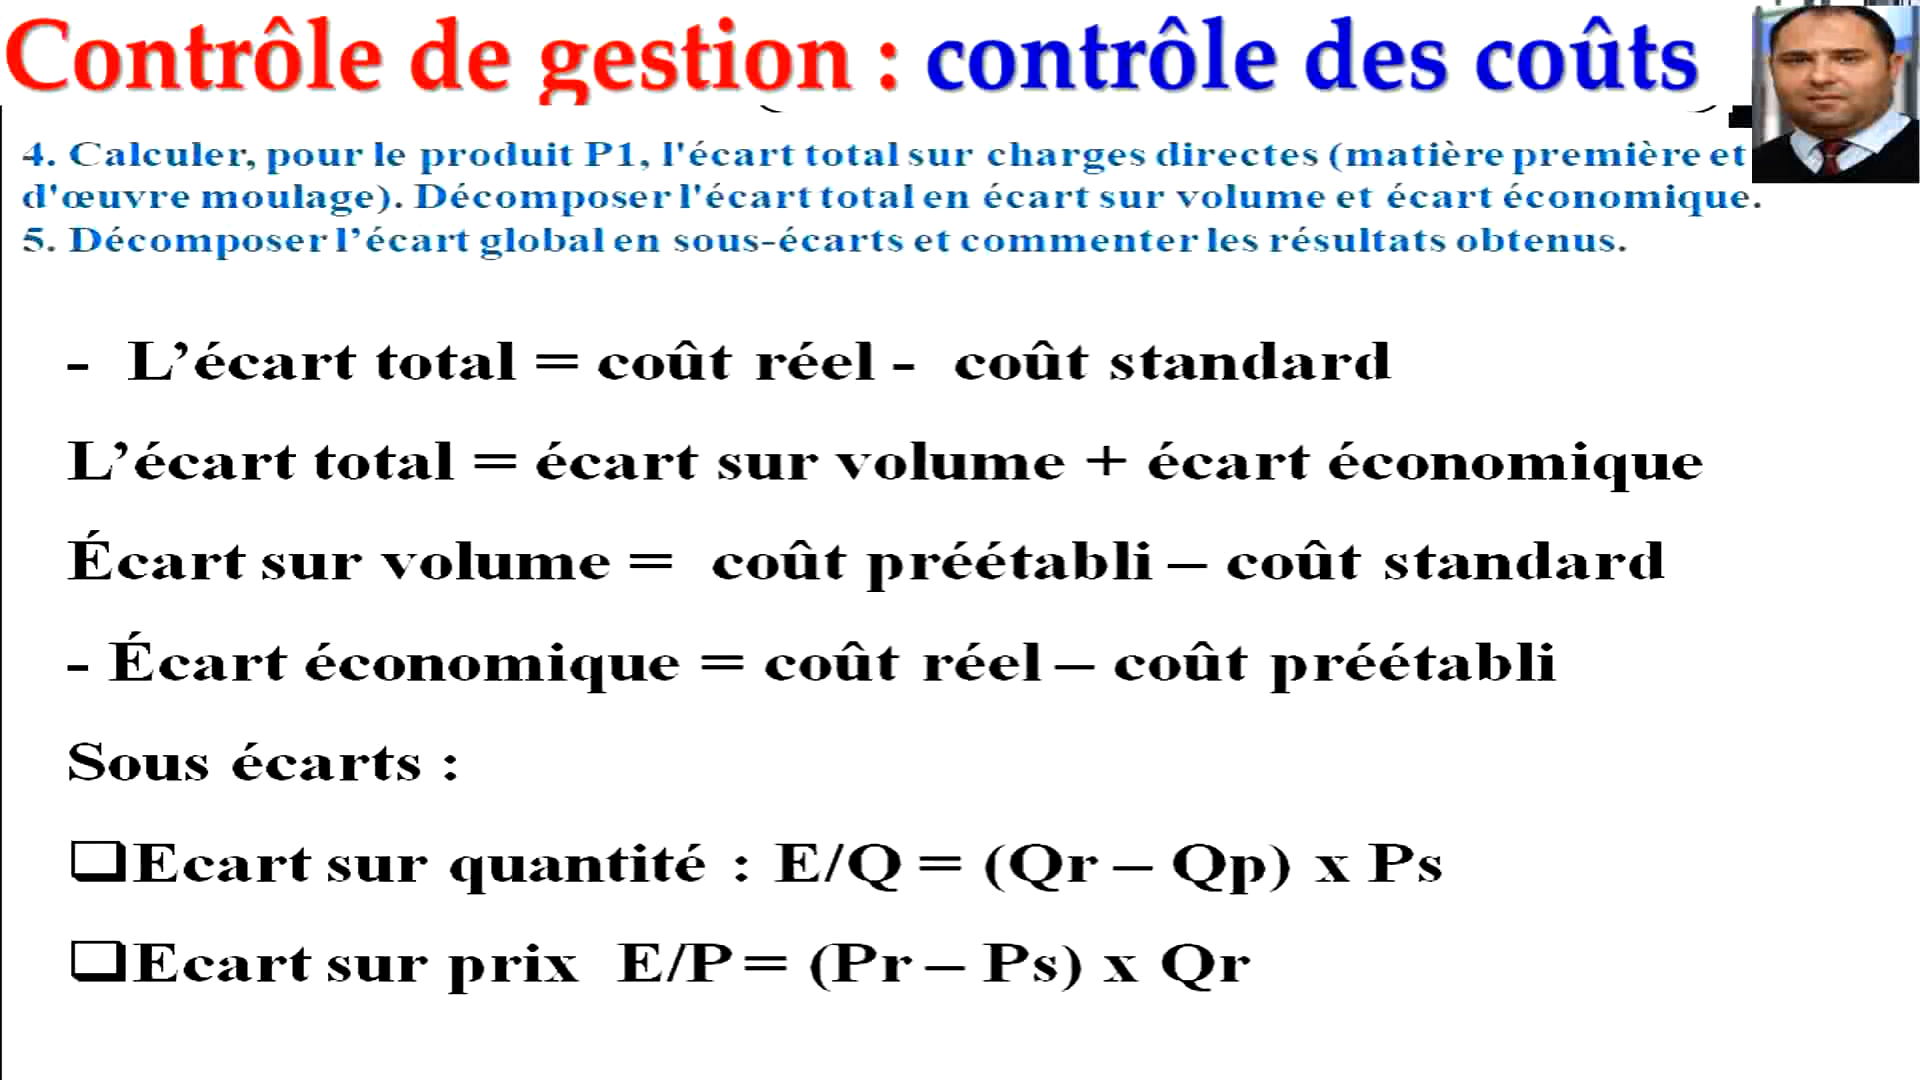 Contrôle de gestion : contrôle des coûts
4. Calculer, pour le produit P1, l'écart total sur charges directes (matière première et
d'œuvre moulage). Décomposer l'écart total en écart sur volume et écart économique.
5. Décomposer l’écart global en sous-écarts et commenter les résultats obtenus.
- L’écart total = coût réel - coût standard
L’écart total = écart sur volume + écart économique
Écart sur volume = coût préétabli – coût standard
- Écart économique = coût réel – coût préétabli
Sous écarts :
❑Ecart sur quantité : E/Q = (Qr – Qp) x Ps
❑Ecart sur prix E/P = (Pr – Ps) x Qr